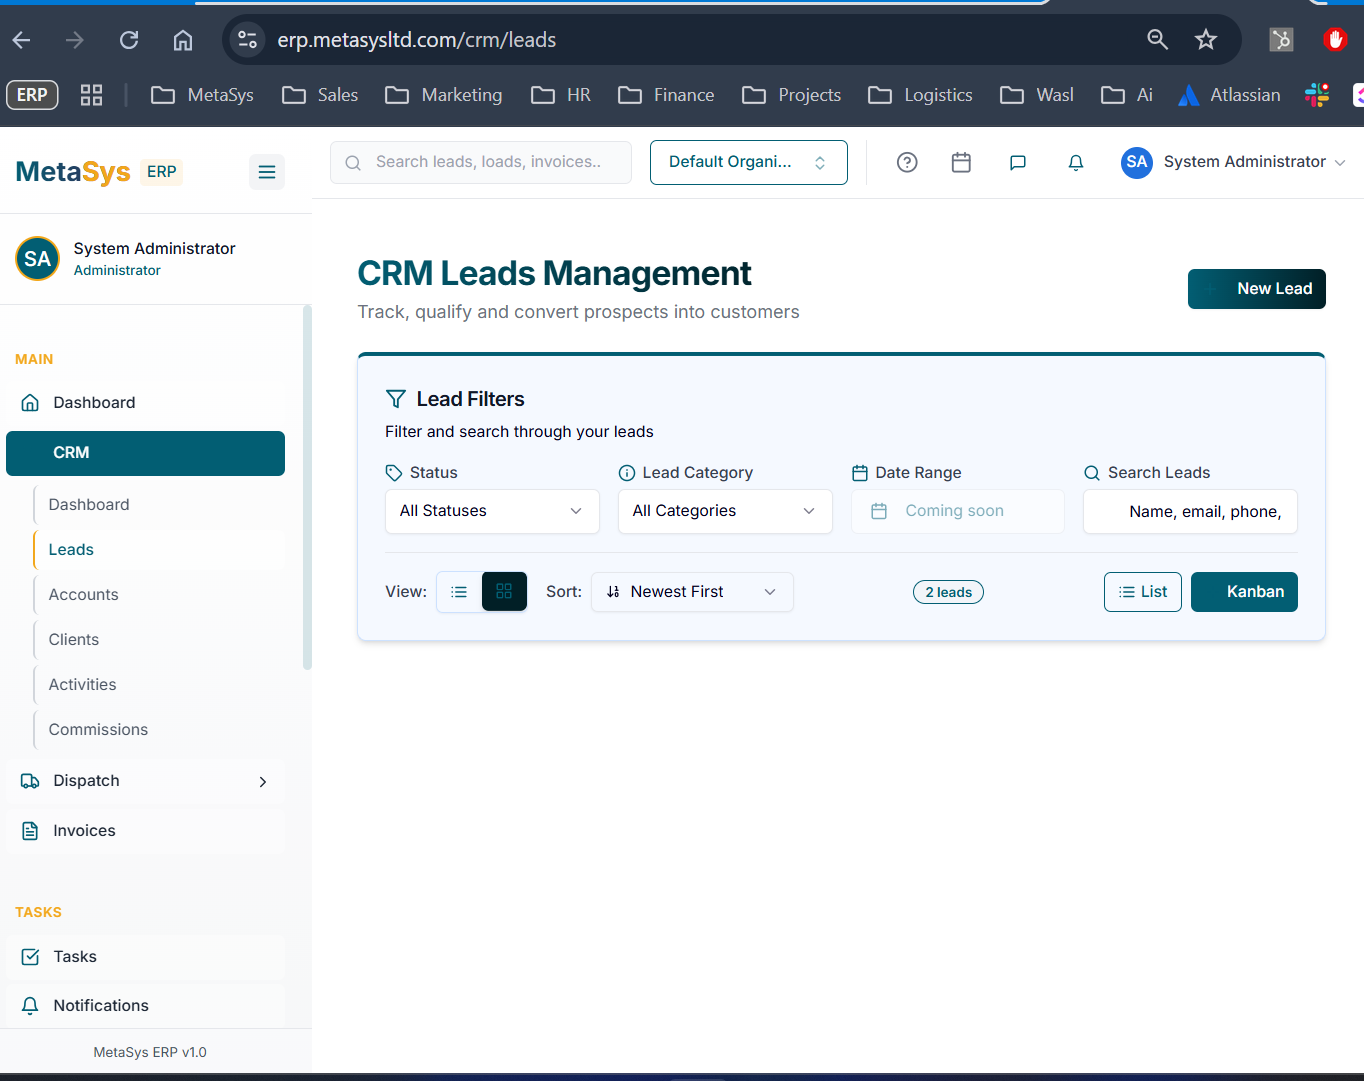 erp.metasysltd.com/crm/leads
ERP
MetaSys
Sales
Marketing
HR
Finance
Projects
Logistics
Wasl
Ai
Atlassian
MetaSys ERP
Search leads, loads, invoices..
Default Organi...
SA System Administrator
SA
System Administrator
Administrator
MAIN
Dashboard
CRM
Dashboard
Leads
Accounts
Clients
Activities
Commissions
Dispatch
Invoices
TASKS
Tasks
Notifications
MetaSys ERP v1.0
CRM Leads Management
Track, qualify and convert prospects into customers
New Lead
Lead Filters
Filter and search through your leads
Status
All Statuses
Lead Category
All Categories
Date Range
Coming soon
Search Leads
Name, email, phone,
View:
Sort:
Newest First
2 leads
List
Kanban